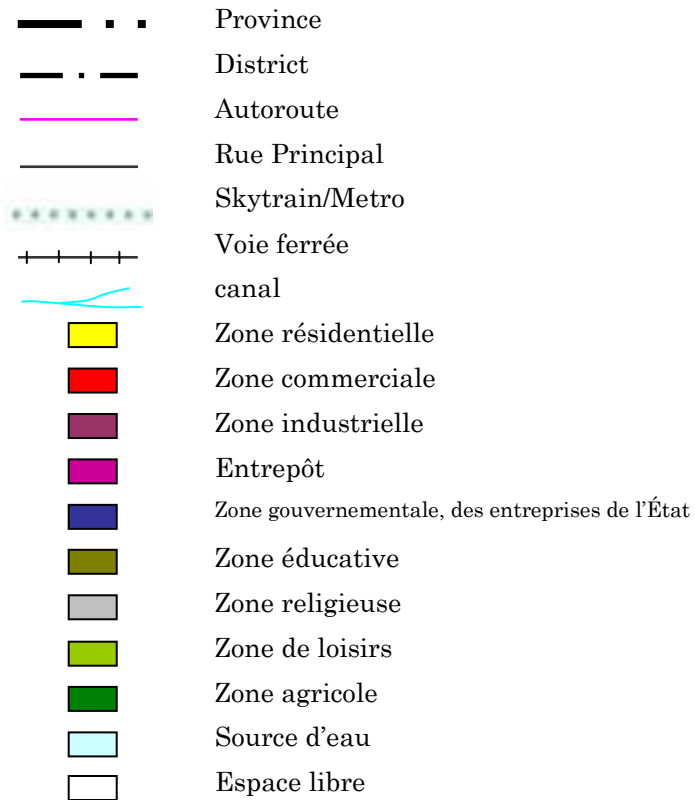 Province
District
Autoroute
Rue Principal
Skytrain/Metro
Voie ferrée
canal
Zone résidentielle
Zone commerciale
Zone industrielle
Entrepôt
Zone gouvernementale, des entreprises de l'État
Zone éducative
Zone religieuse
Zone de loisirs
Zone agricole
Source d'eau
Espace libre